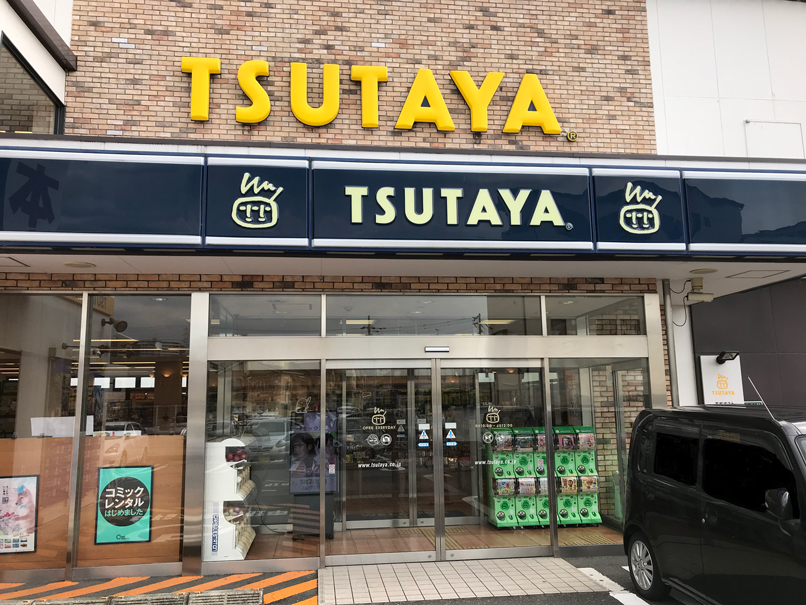 TSUTAYA®
本
TSUTAYA®
TSUTAYA
OPEN EVERYDAY
www.tsutaya.co.jp
www.tsutaya.co.jp
コミック
レンタル
はじめました